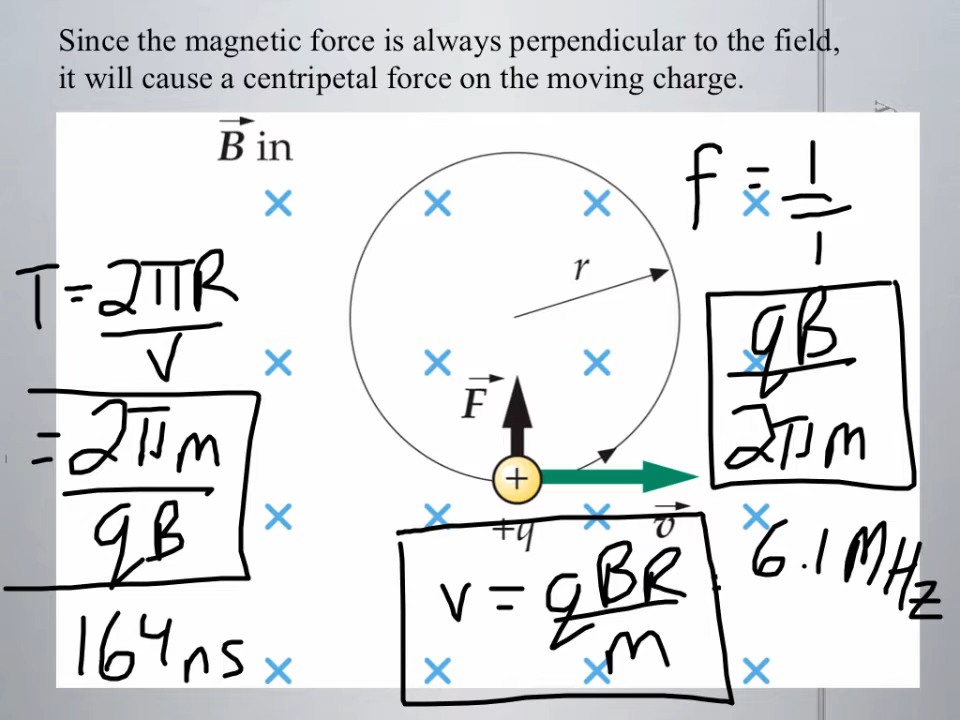 Since the magnetic force is always perpendicular to the field,
it will cause a centripetal force on the moving charge.
B in
r
F
+
+q
v
T = 2πR
V
= 2πm
qB
164 ns
v = qBR
m
f = 1
T
qB
2πm
6.1 MHz